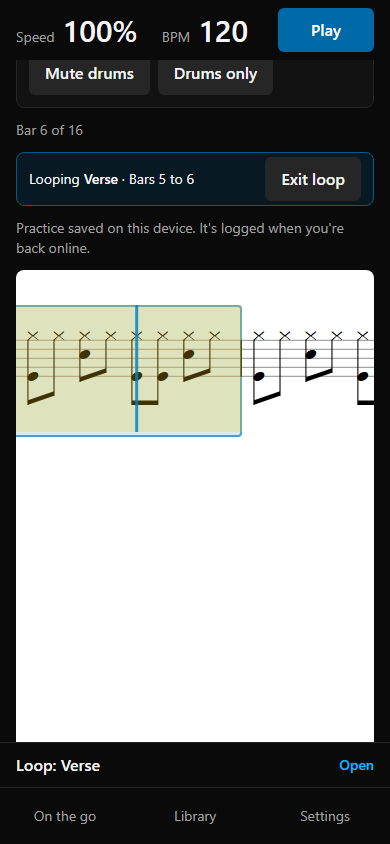 Speed 100% BPM 120 Play
Mute drums Drums only
Bar 6 of 16
Looping Verse · Bars 5 to 6 Exit loop
Practice saved on this device. It's logged when you're
back online.
Loop: Verse Open
On the go Library Settings